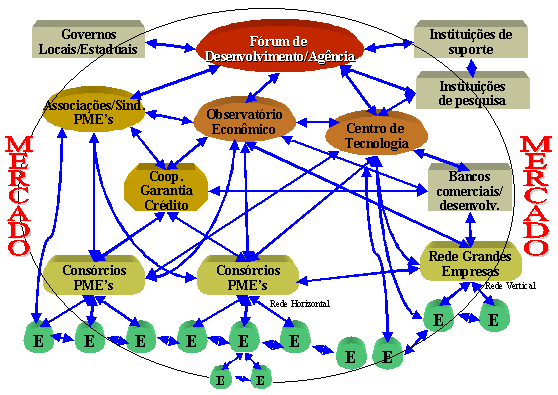 Governos
Locais/Estaduais
Fórum de
Desenvolvimento/Agência
Instituições de
suporte
Instituições
de pesquisa
Associações/Sind.
PME's
Observatório
Econômico
Centro de
Tecnologia
MERCADO
MERCADO
Coop.
Garantia
Crédito
Bancos
comerciais/
desenvolv.
Consórcios
PME's
Consórcios
PME's
Rede Grandes
Empresas
Rede Horizontal
Rede Vertical
E
E
E
E
E
E
E
E
E
E
E
E
E